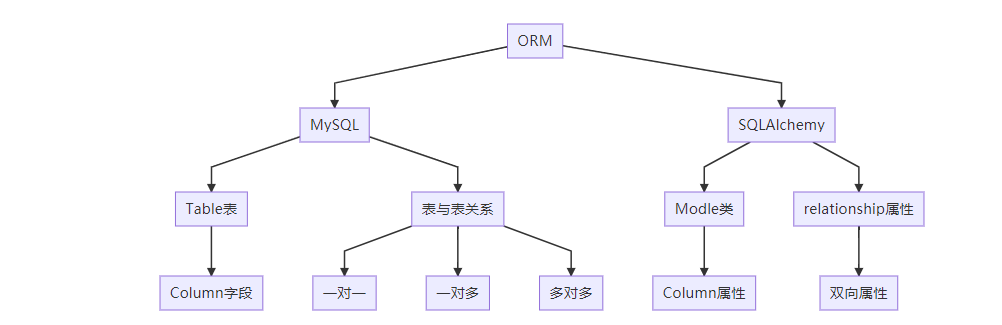 ORM
MySQL
SQLAlchemy
Table表
表与表关系
Modle类
relationship属性
Column字段
一对一
一对多
多对多
Column属性
双向属性